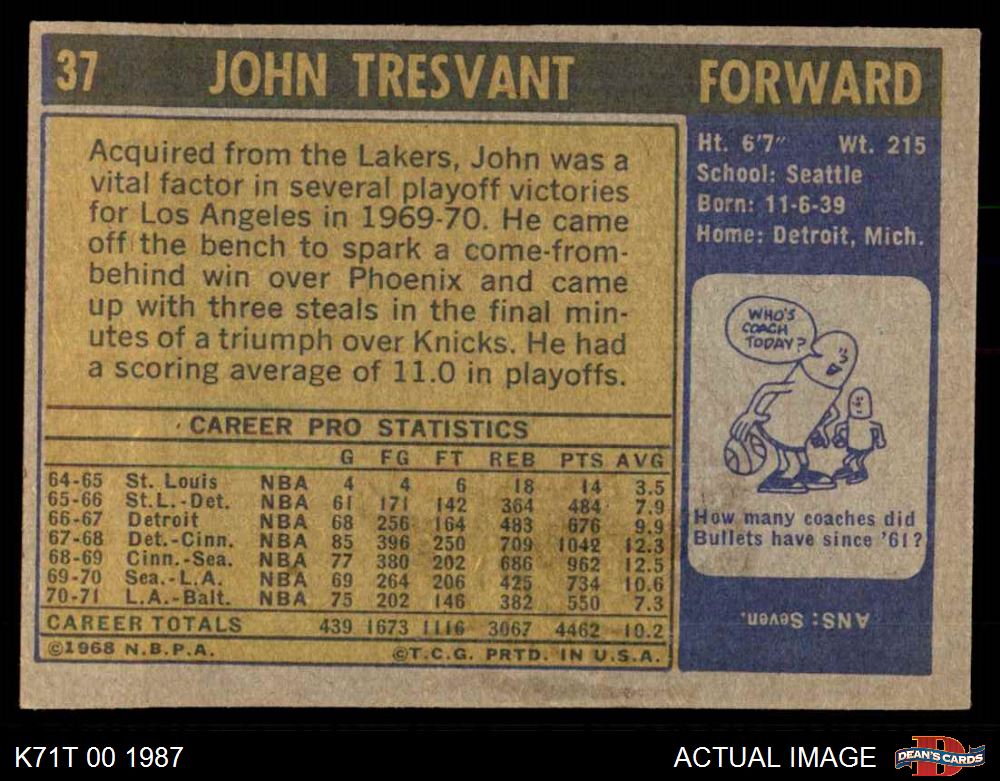 37 JOHN TRESVANT FORWARD
Acquired from the Lakers, John was a
vital factor in several playoff victories
for Los Angeles in 1969-70. He came
off the bench to spark a come-from-
behind win over Phoenix and came
up with three steals in the final min-
utes of a triumph over Knicks. He had
a scoring average of 11.0 in playoffs.
CAREER PRO STATISTICS
G FG FT REB PTS AVG
64-65 St. Louis NBA 4 4 6 18 14 3.5
65-66 St.L.-Det. NBA 61 171 142 364 484 7.9
66-67 Detroit NBA 68 256 164 483 676 9.9
67-68 Det.-Cinn. NBA 85 396 250 709 1042 12.3
68-69 Cinn.-Sea. NBA 77 380 202 686 962 12.5
69-70 Sea.-L.A. NBA 69 264 206 425 734 10.6
70-71 L.A.-Balt. NBA 75 202 146 382 550 7.3
CAREER TOTALS 439 1673 1116 3067 4462 10.2
©1968 N.B.P.A. ©T.C.G. PRTD. IN U.S.A.
Ht. 6'7" Wt. 215
School: Seattle
Born: 11-6-39
Home: Detroit, Mich.
WHO'S
COACH
TODAY?
How many coaches did
Bullets have since '61?
ANS: Seven.
K71T 00 1987
ACTUAL IMAGE
D
DEAN'S CARDS